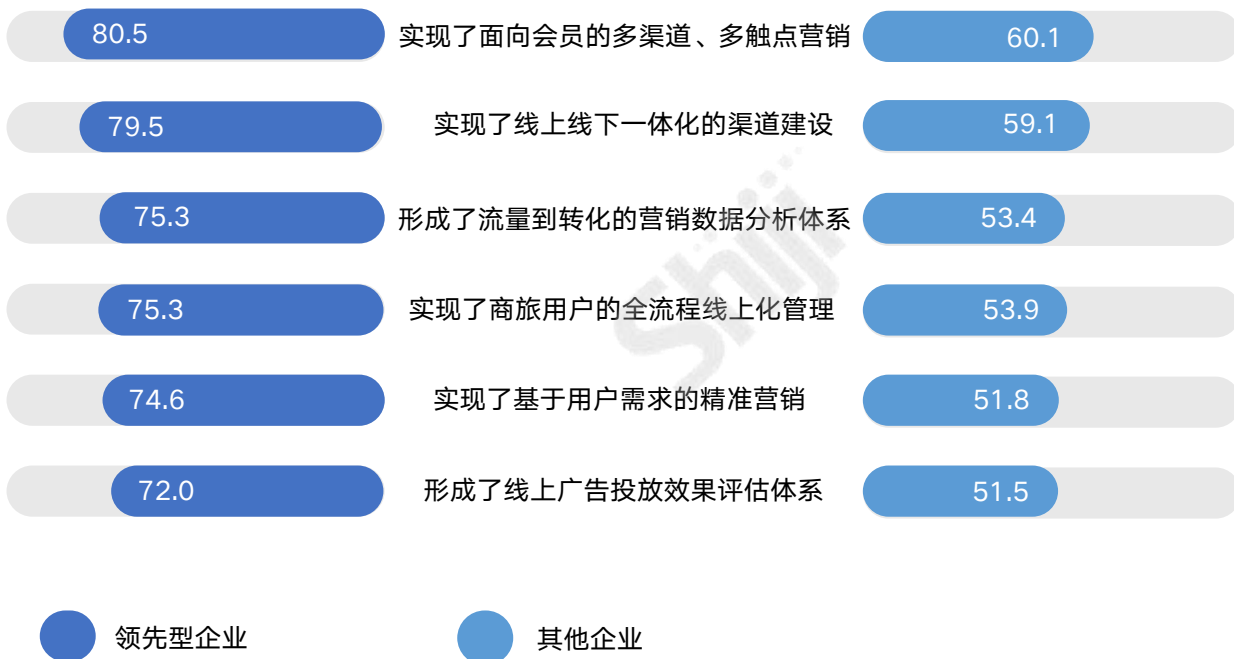 80.5 实现了面向会员的多渠道、多触点营销 60.1
79.5 实现了线上线下一体化的渠道建设 59.1
75.3 形成了流量到转化的营销数据分析体系 53.4
75.3 实现了商旅用户的全流程线上化管理 53.9
74.6 实现了基于用户需求的精准营销 51.8
72.0 形成了线上广告投放效果评估体系 51.5
Shiji
领先型企业 其他企业